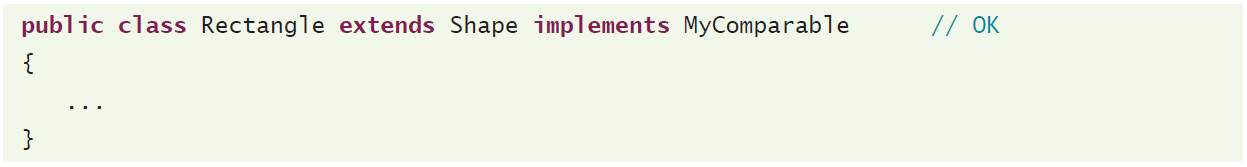 public class Rectangle extends Shape implements MyComparable // OK
{
...
}